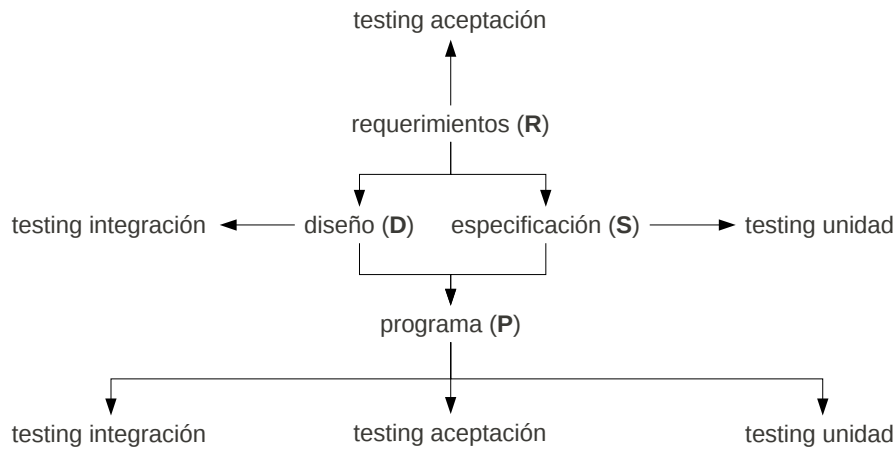 testing aceptación
requerimientos (R)
testing integración diseño (D) especificación (S) testing unidad
programa (P)
testing integración testing aceptación testing unidad